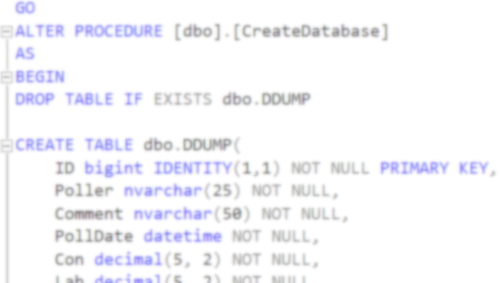 GO
ALTER PROCEDURE [dbo].[CreateDatabase]
AS
BEGIN
DROP TABLE IF EXISTS dbo.DDUMP
CREATE TABLE dbo.DDUMP(
ID bigint IDENTITY(1,1) NOT NULL PRIMARY KEY,
Poller nvarchar(25) NOT NULL,
Comment nvarchar(50) NOT NULL,
PollDate datetime NOT NULL,
Con decimal(5, 2) NOT NULL,
Lab decimal(5, 2) NOT NULL